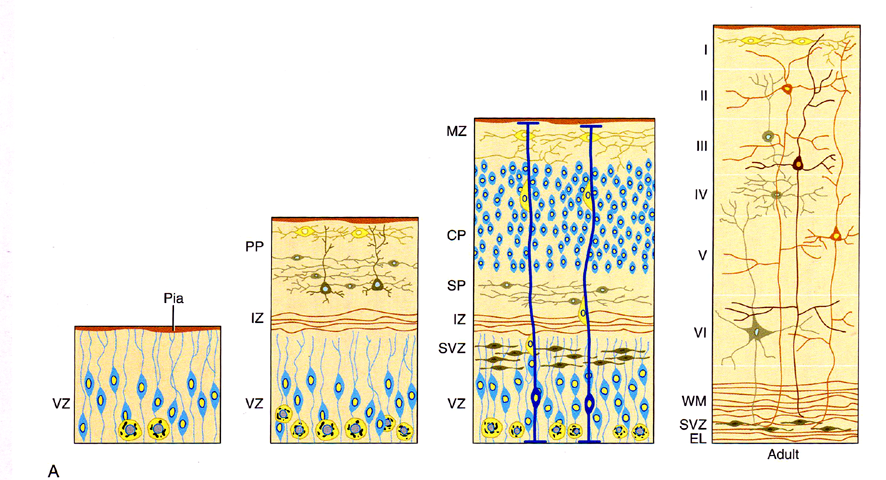 Pia
VZ
PP
IZ
VZ
MZ
CP
SP
IZ
SVZ
VZ
I
II
III
IV
V
VI
WM
SVZ
EL
Adult
A